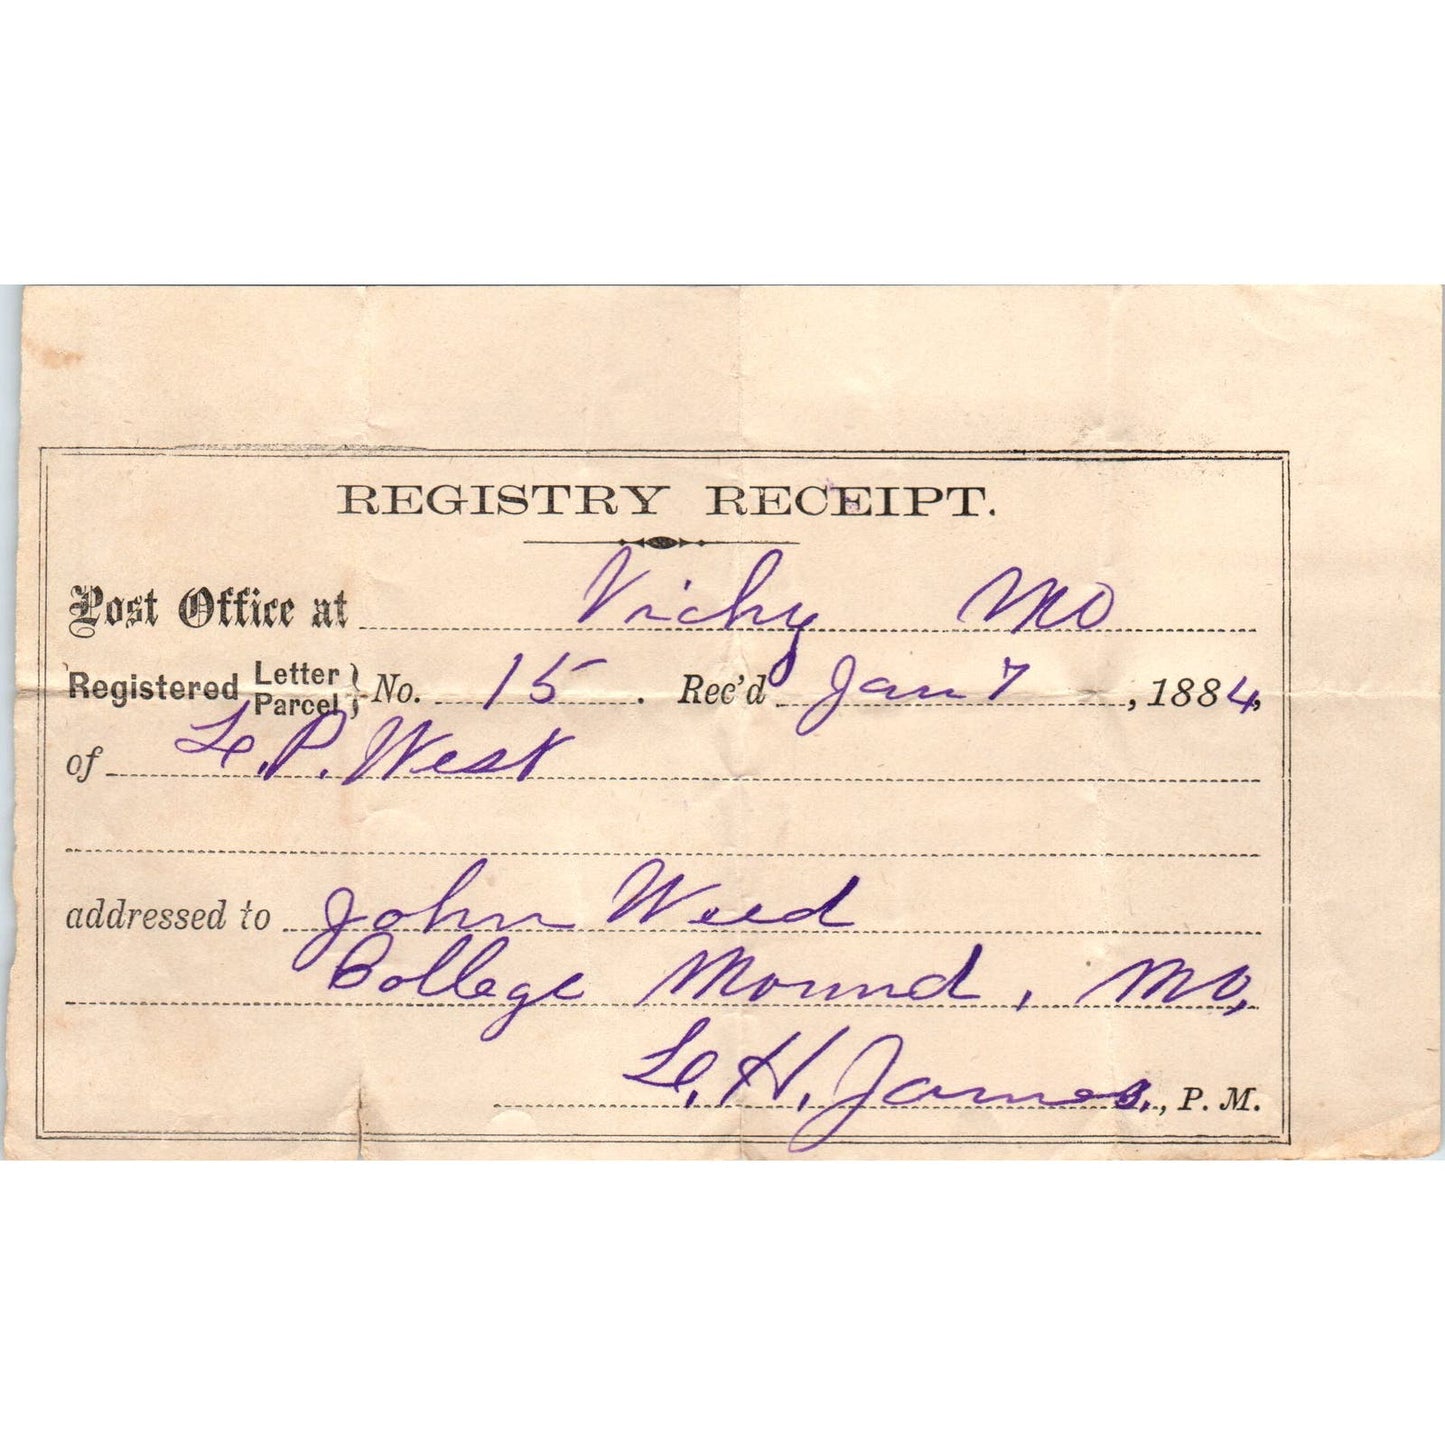 REGISTRY RECEIPT.
Post Office at Vichy Mo
Registered Letter Parcel } No. 15. Rec'd Jan 7, 1884,
of L. P. West
addressed to John Weed
College Mound, Mo,
L. H. James., P. M.